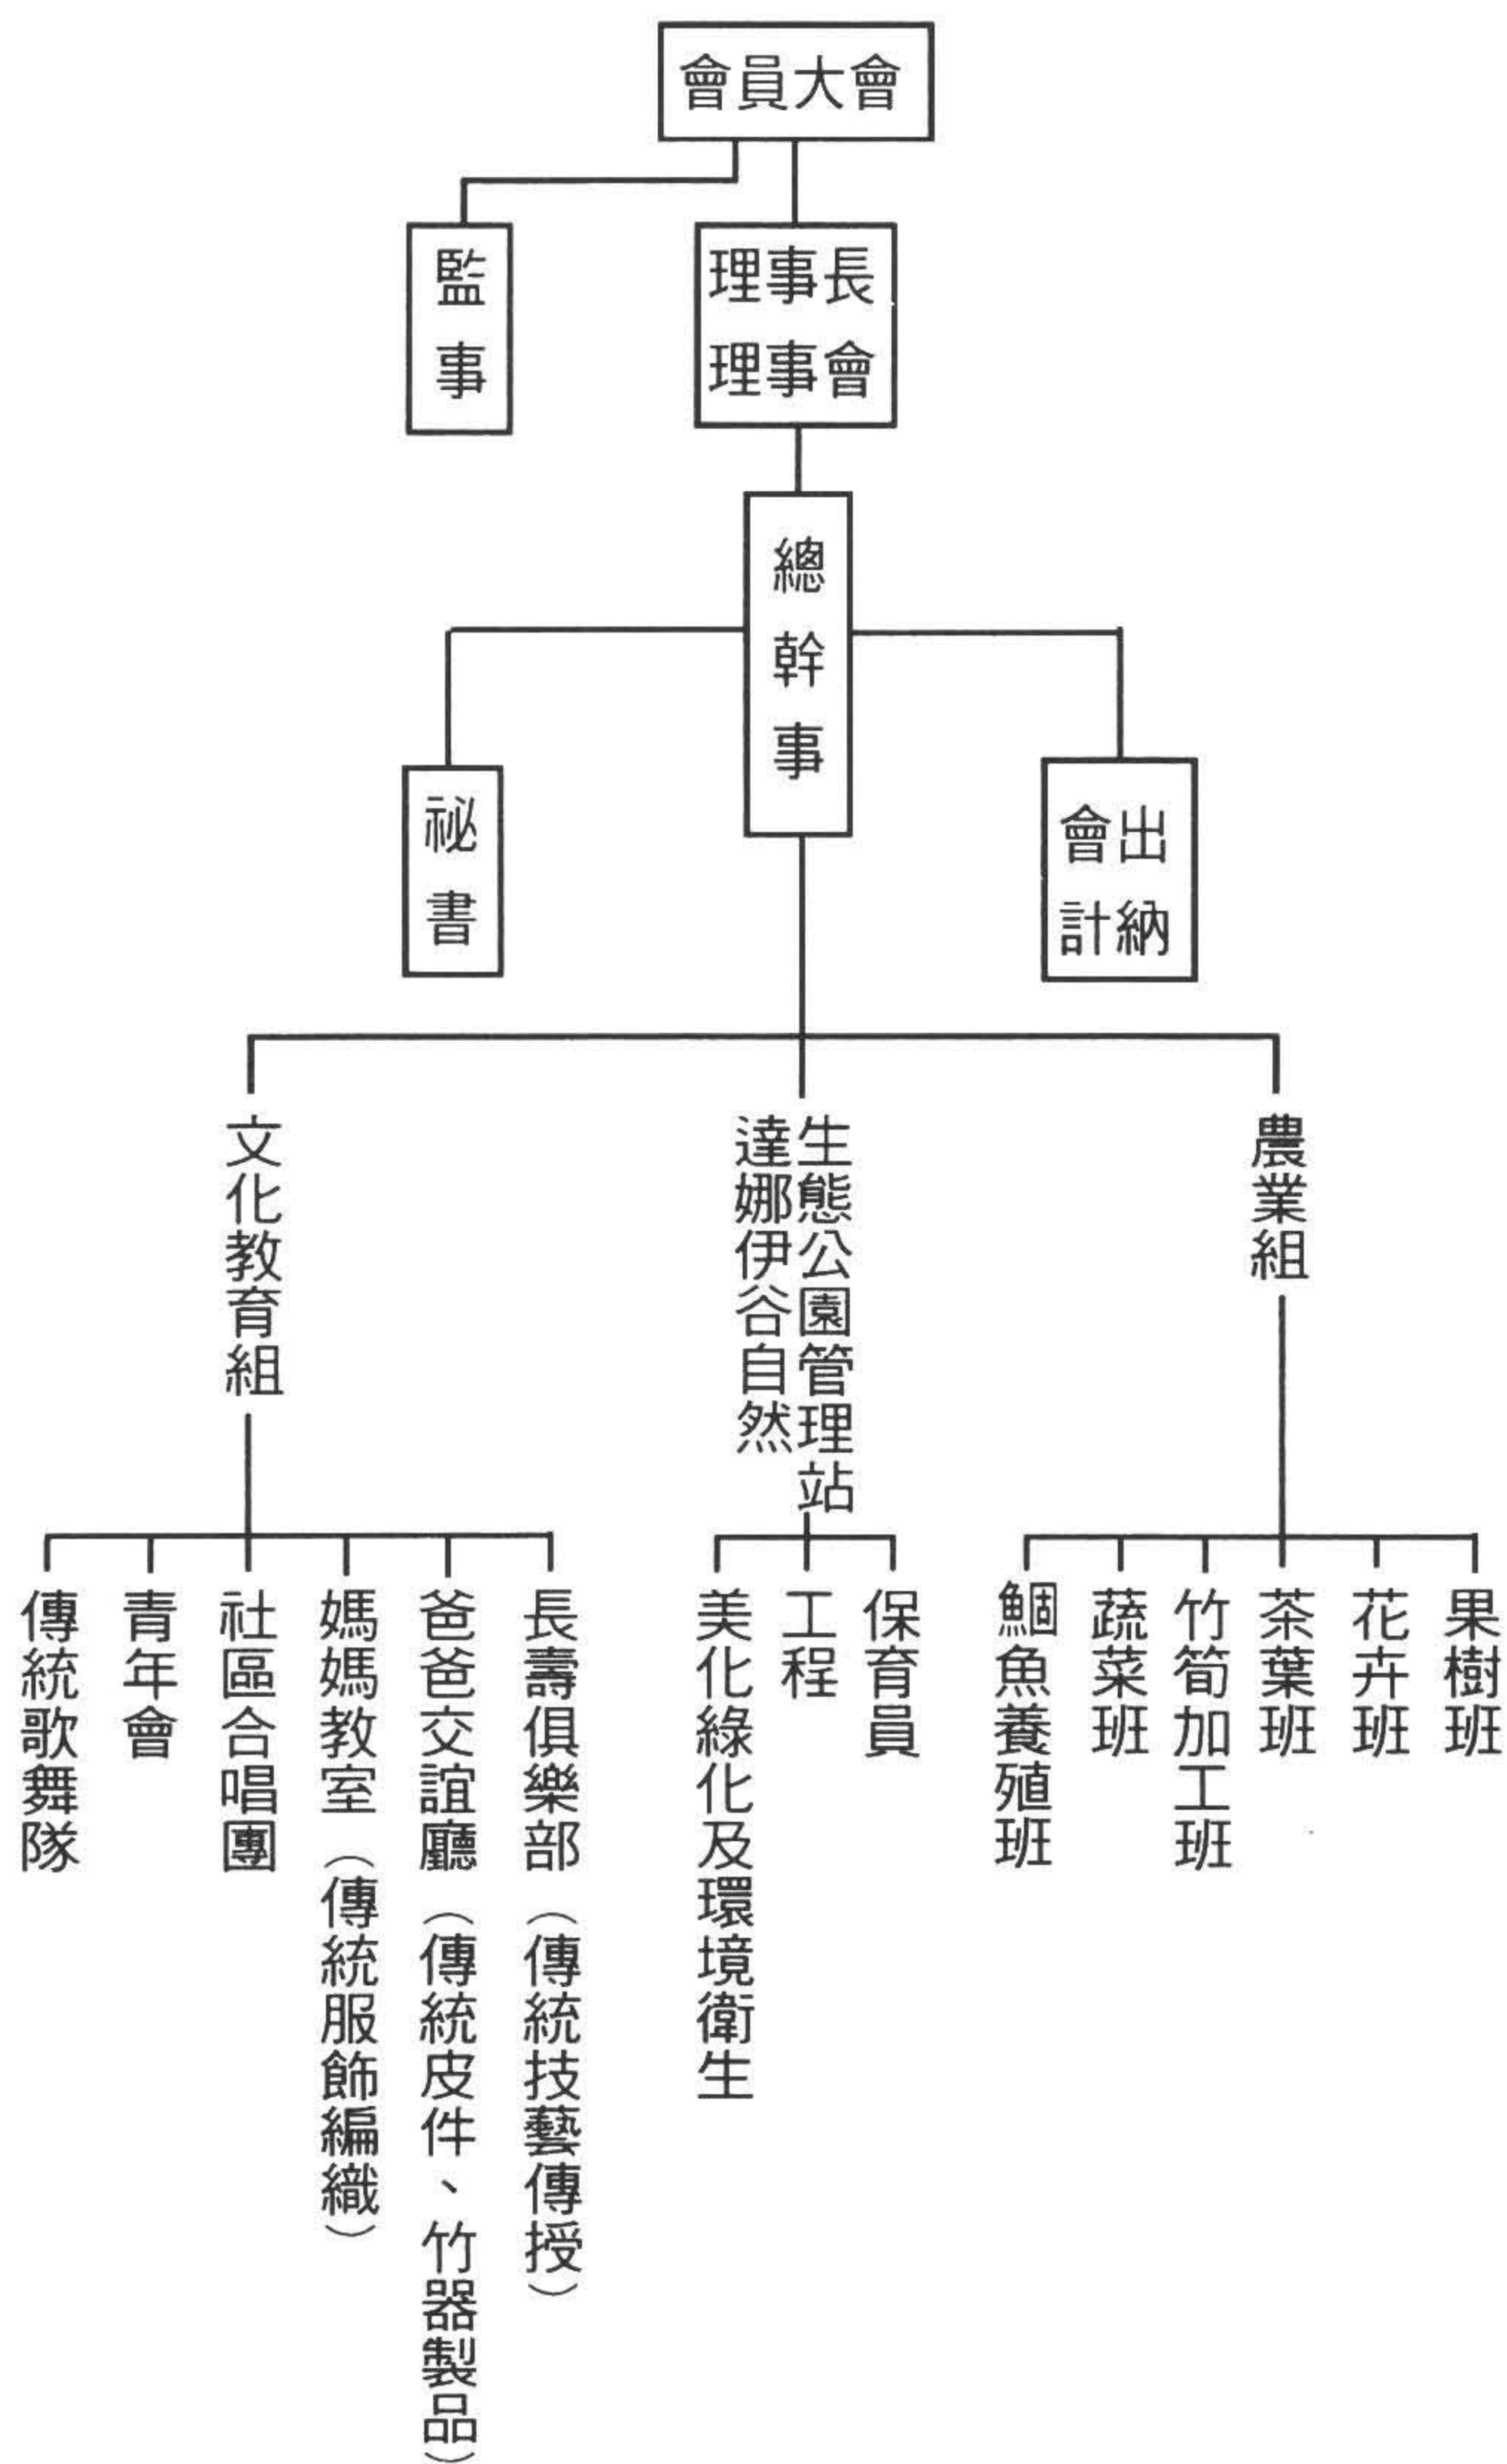 會員大會
監事
理事長
理事會
總幹事
祕書
會計
出納
文化教育組
達娜伊谷自然
生態公園管理站
農業組
傳統歌舞隊
青年會
社區合唱團
媽媽教室（傳統服飾編織）
爸爸交誼廳（傳統皮件、竹器製品）
長壽俱樂部（傳統技藝傳授）
美化綠化及環境衛生
工程
保育員
鯝魚養殖班
蔬菜班
竹筍加工班
茶葉班
花卉班
果樹班